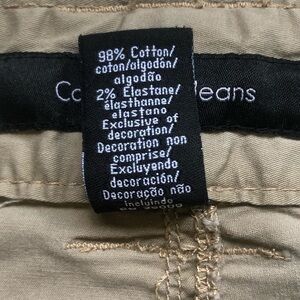 98% Cotton/
coton/algodón/
algodão
2% Elastane/
élasthanne/
elastano
Exclusive of
decoration/
Decoration non
comprise/
Excluyendo
decoración/
Decoração não
incluindo
Jeans